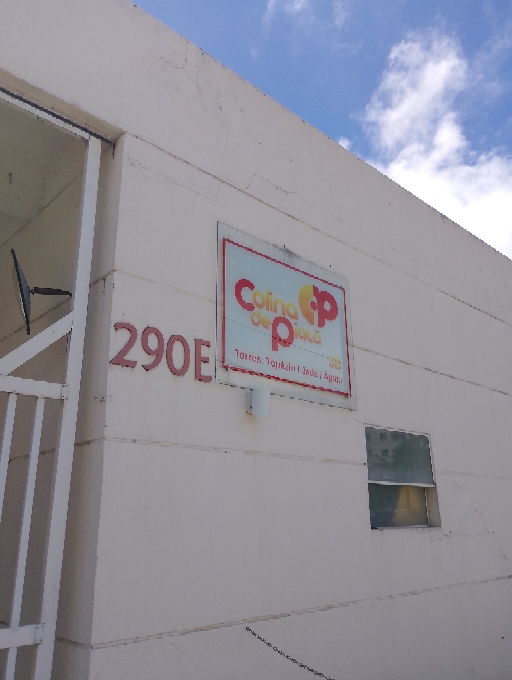 290E
Colina
de Piatã
Torres: Topázio | Jade | Ágata